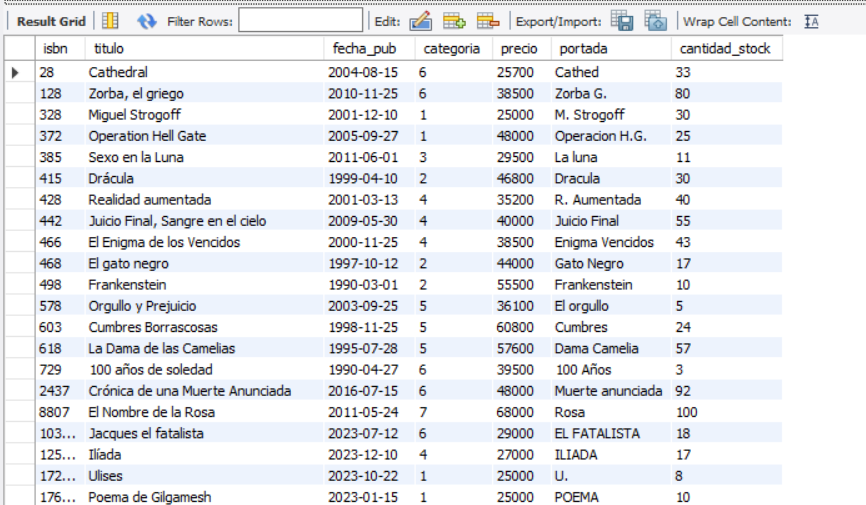 Result Grid Filter Rows: Edit: Export/Import: Wrap Cell Content: IA
isbn titulo fecha_pub categoria precio portada cantidad_stock
28 Cathedral 2004-08-15 6 25700 Cathed 33
128 Zorba, el griego 2010-11-25 6 38500 Zorba G. 80
328 Miguel Strogoff 2001-12-10 1 25000 M. Strogoff 30
372 Operation Hell Gate 2005-09-27 1 48000 Operacion H.G. 25
385 Sexo en la Luna 2011-06-01 3 29500 La luna 11
415 Drácula 1999-04-10 2 46800 Dracula 30
428 Realidad aumentada 2001-03-13 4 35200 R. Aumentada 40
442 Juicio Final, Sangre en el cielo 2009-05-30 4 40000 Juicio Final 55
466 El Enigma de los Vencidos 2000-11-25 4 38500 Enigma Vencidos 43
468 El gato negro 1997-10-12 2 44000 Gato Negro 17
498 Frankenstein 1990-03-01 2 55500 Frankenstein 10
578 Orgullo y Prejuicio 2003-09-25 5 36100 El orgullo 5
603 Cumbres Borrascosas 1998-11-25 5 60800 Cumbres 24
618 La Dama de las Camelias 1995-07-28 5 57600 Dama Camelia 57
729 100 años de soledad 1990-04-27 6 39500 100 Años 3
2437 Crónica de una Muerte Anunciada 2016-07-15 6 48000 Muerte anunciada 92
8807 El Nombre de la Rosa 2011-05-24 7 68000 Rosa 100
103... Jacques el fatalista 2023-07-12 6 29000 EL FATALISTA 18
125... Ilíada 2023-12-10 4 27000 ILIADA 17
172... Ulises 2023-10-22 1 25000 U. 8
176... Poema de Gilgamesh 2023-01-15 1 25000 POEMA 10